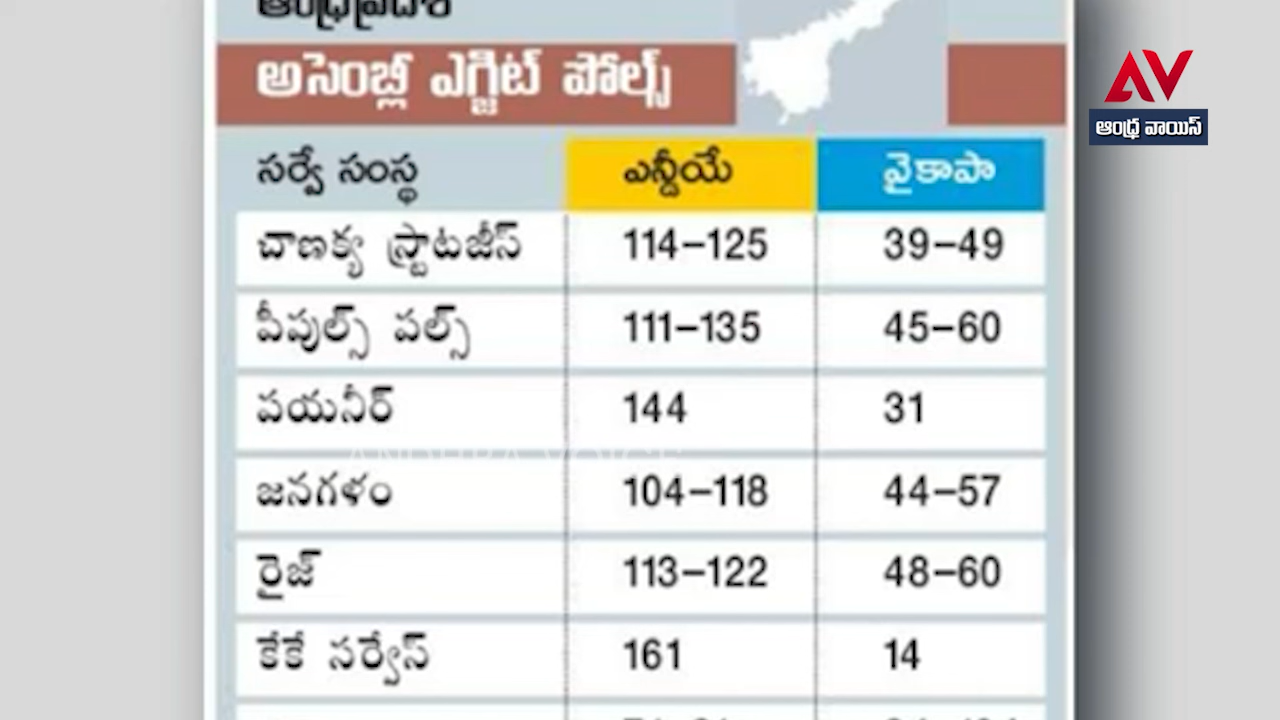 ఆంధ్రప్రదేశ్
అసెంబ్లీ ఎగ్జిట్ పోల్స్
AV
ఆంధ్ర వాయిస్
సర్వే సంస్థ ఎన్డీయే వైకాపా
చాణక్య స్ట్రాటజీస్ 114–125 39–49
పీపుల్స్ పల్స్ 111–135 45–60
పయనీర్ 144 31
జనగళం 104–118 44–57
రైజ్ 113–122 48–60
కేకే సర్వేస్ 161 14